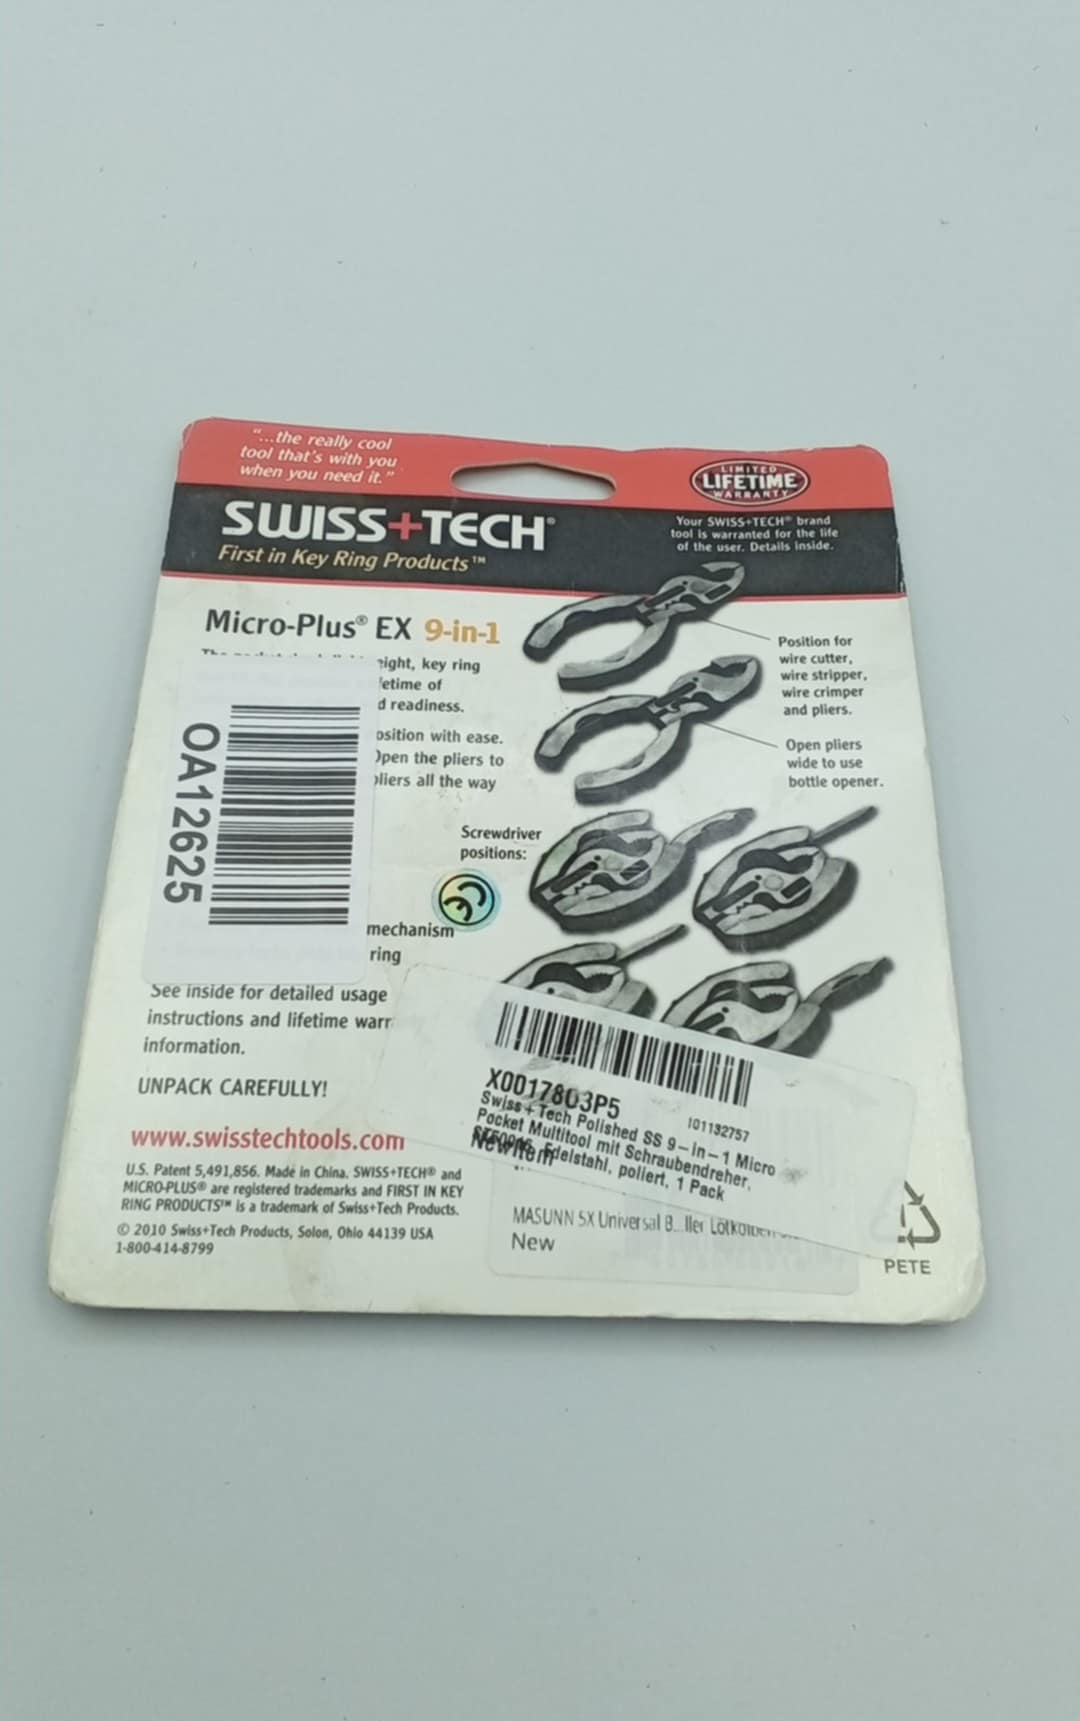 "...the really cool
tool that's with you
when you need it."
LIMITED
LIFETIME
WARRANTY
SWISS+TECH®
First in Key Ring Products™
Your SWISS+TECH® brand
tool is warranted for the life
of the user. Details Inside.
Micro-Plus® EX 9-in-1
eight, key ring
etime of
d readiness.
osition with ease.
Open the pliers to
pliers all the way
OA12625
Position for
wire cutter,
wire stripper,
wire crimper
and pliers.
Open pliers
wide to use
bottle opener.
Screwdriver
positions:
CE
mechanism
ring
See inside for detailed usage
instructions and lifetime warr
information.
UNPACK CAREFULLY!
www.swisstechtools.com
U.S. Patent 5,491,856. Made in China. SWISS+TECH® and
MICRO-PLUS® are registered trademarks and FIRST IN KEY
RING PRODUCTS™ is a trademark of Swiss+Tech Products.
© 2010 Swiss+Tech Products, Solon, Ohio 44139 USA
1-800-414-8799
X0017803P5
101132757
Swiss+Tech Polished SS 9-in-1 Micro
Pocket Multitool mit Schraubendreher,
Edelstahl, poliert, 1 Pack
New Item
MASUNN 5X Universal B...ller
New
PETE